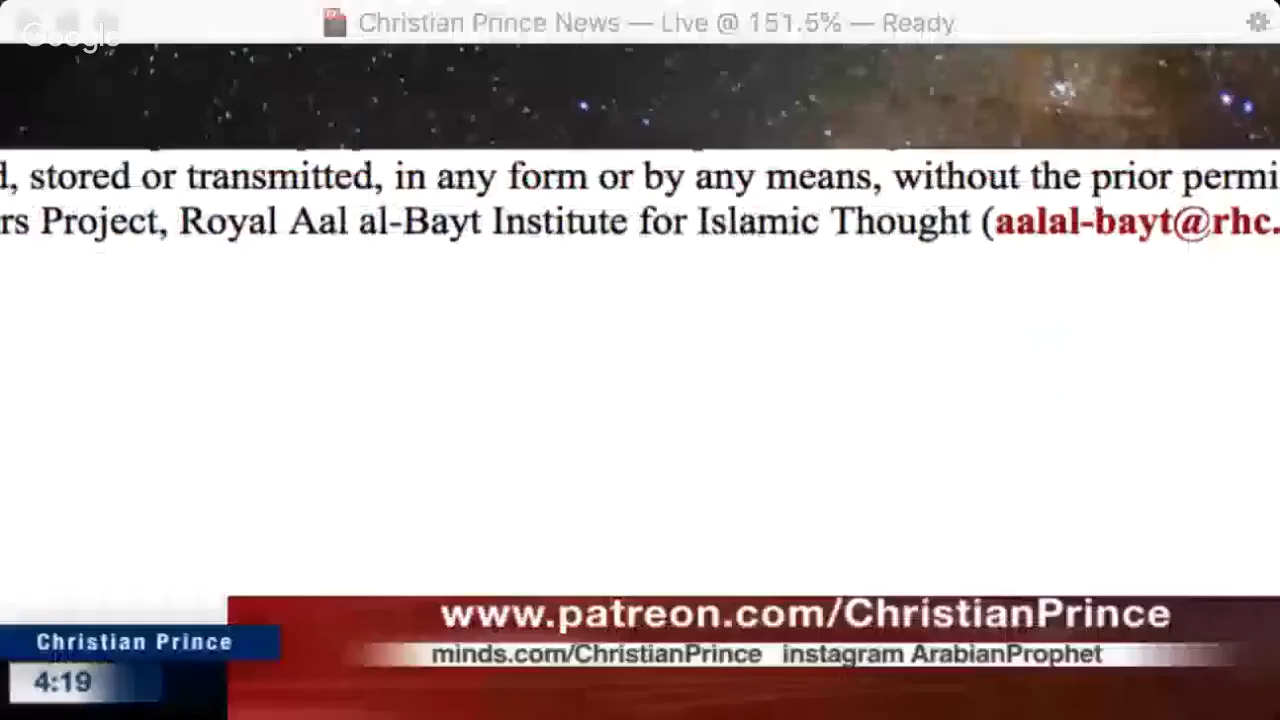 Christian Prince News — Live @ 151.5% — Ready
Google
d, stored or transmitted, in any form or by any means, without the prior permi
rs Project, Royal Aal al-Bayt Institute for Islamic Thought (aalal-bayt@rhc.
www.patreon.com/ChristianPrince
Christian Prince
minds.com/ChristianPrince instagram ArabianProphet
4:19